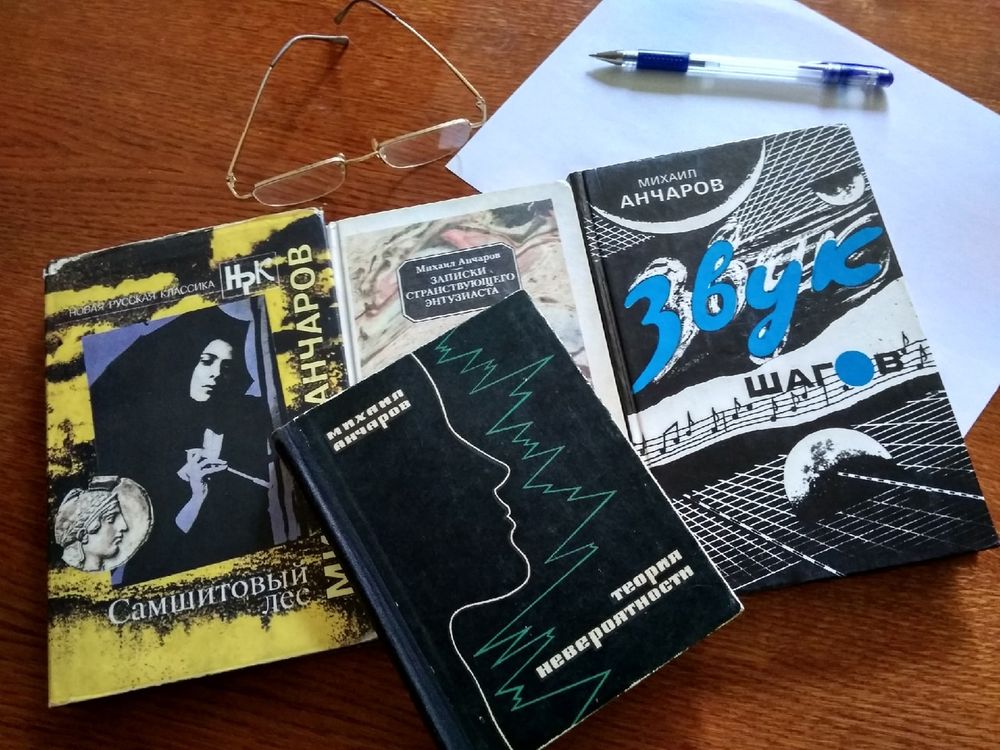 НОВАЯ РУССКАЯ КЛАССИКА
НРК
АНЧАРОВ
Самшитовый
лес
Михаил Анчаров
ЗАПИСКИ
СТРАНСТВУЮЩЕГО
ЭНТУЗИАСТА
МИХАИЛ
АНЧАРОВ
Звук
ШАГОВ
михаил
анчаров
теория
невероятности